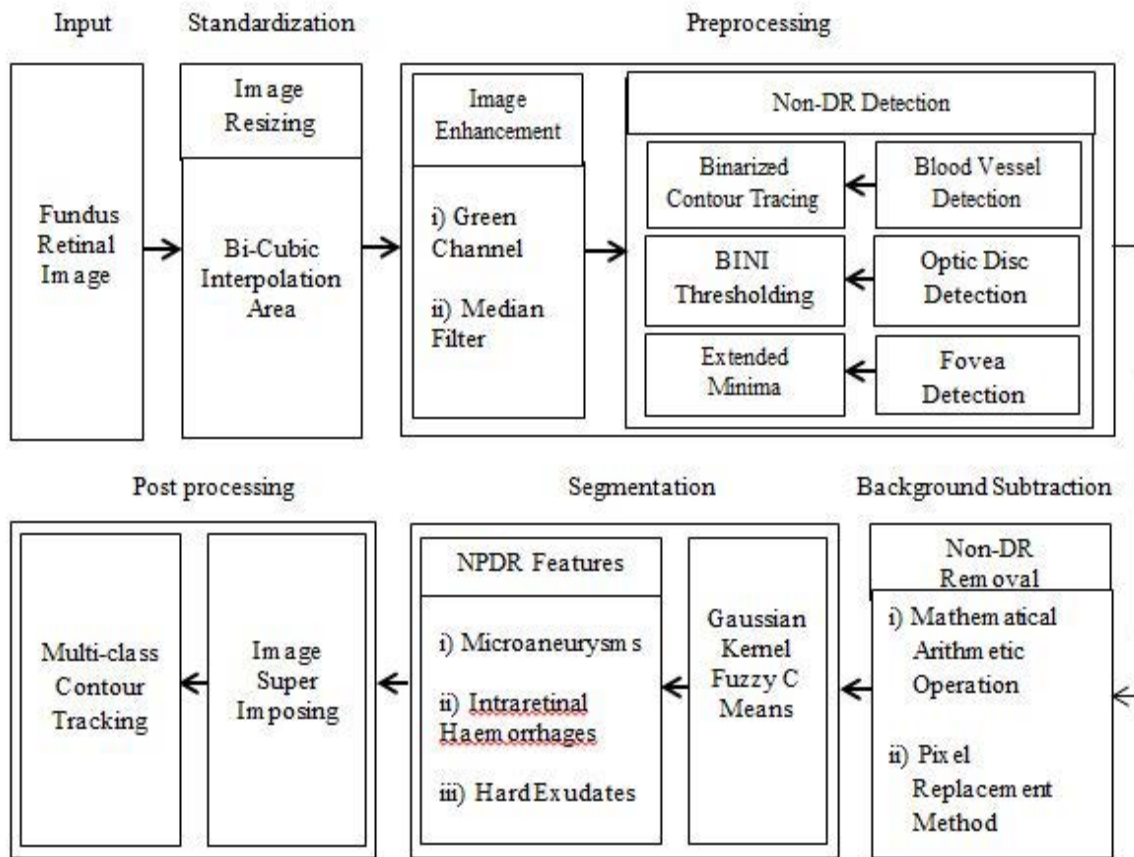 Input
Standardization
Preprocessing
Fundus
Retinal
Image
Image
Resizing
Bi-Cubic
Interpolation
Area
Image
Enhancement
i) Green
Channel
ii) Median
Filter
Non-DR Detection
Binarized
Contour Tracing
Blood Vessel
Detection
BINI
Thresholding
Optic Disc
Detection
Extended
Minima
Fovea
Detection
Post processing
Segmentation
Background Subtraction
Multi-class
Contour
Tracking
Image
Super
Imposing
NPDR Features
i) Microaneurysms
ii) Intraretinal
Haemorrhages
iii) Hard Exudates
Gaussian
Kernel
Fuzzy C
Means
Non-DR
Removal
i) Mathematical
Arithmetic
Operation
ii) Pixel
Replacement
Method